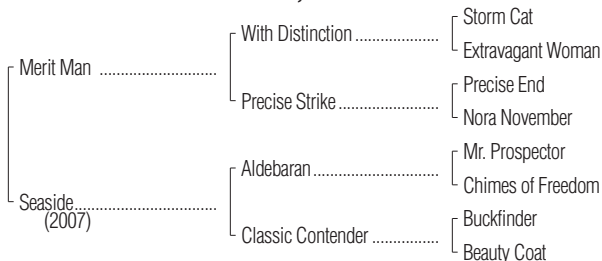 Storm Cat
With Distinction ....................
Extravagant Woman
Merit Man ............................
Precise End
Precise Strike ........................
Nora November
Mr. Prospector
Aldebaran ..............................
Chimes of Freedom
Seaside..................................
(2007)
Buckfinder
Classic Contender ................
Beauty Coat